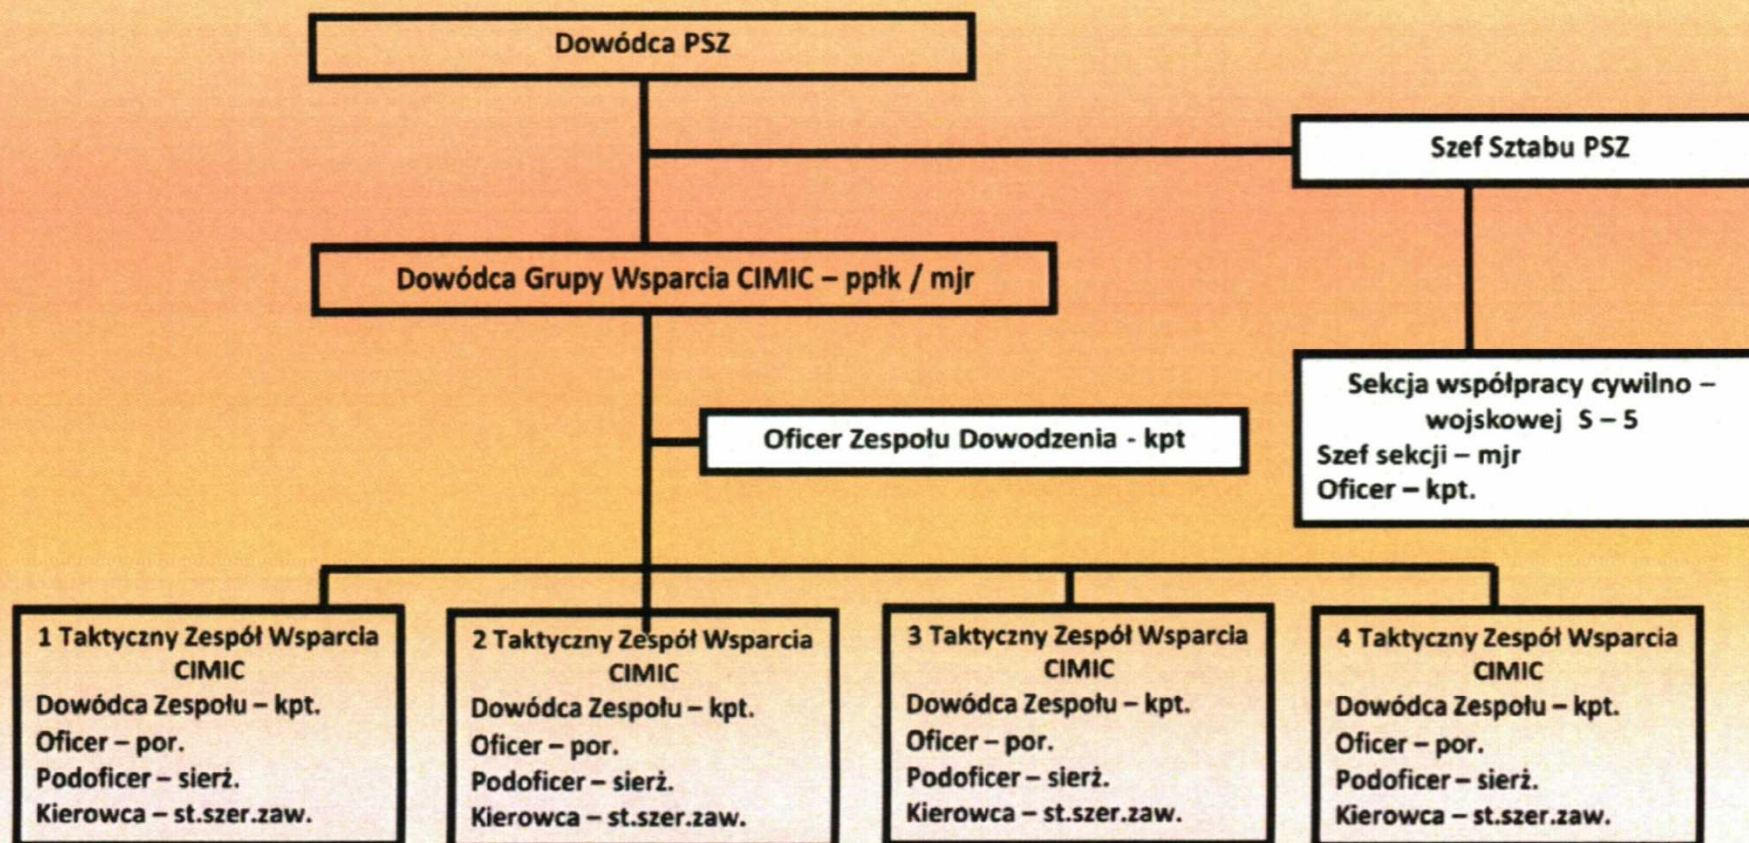 Dowódca PSZ
Szef Sztabu PSZ
Dowódca Grupy Wsparcia CIMIC – ppłk / mjr
Sekcja współpracy cywilno –
wojskowej S – 5
Szef sekcji – mjr
Oficer – kpt.
Oficer Zespołu Dowodzenia - kpt
1 Taktyczny Zespół Wsparcia
CIMIC
Dowódca Zespołu – kpt.
Oficer – por.
Podoficer – sierż.
Kierowca – st.szer.zaw.
2 Taktyczny Zespół Wsparcia
CIMIC
Dowódca Zespołu – kpt.
Oficer – por.
Podoficer – sierż.
Kierowca – st.szer.zaw.
3 Taktyczny Zespół Wsparcia
CIMIC
Dowódca Zespołu – kpt.
Oficer – por.
Podoficer – sierż.
Kierowca – st.szer.zaw.
4 Taktyczny Zespół Wsparcia
CIMIC
Dowódca Zespołu – kpt.
Oficer – por.
Podoficer – sierż.
Kierowca – st.szer.zaw.